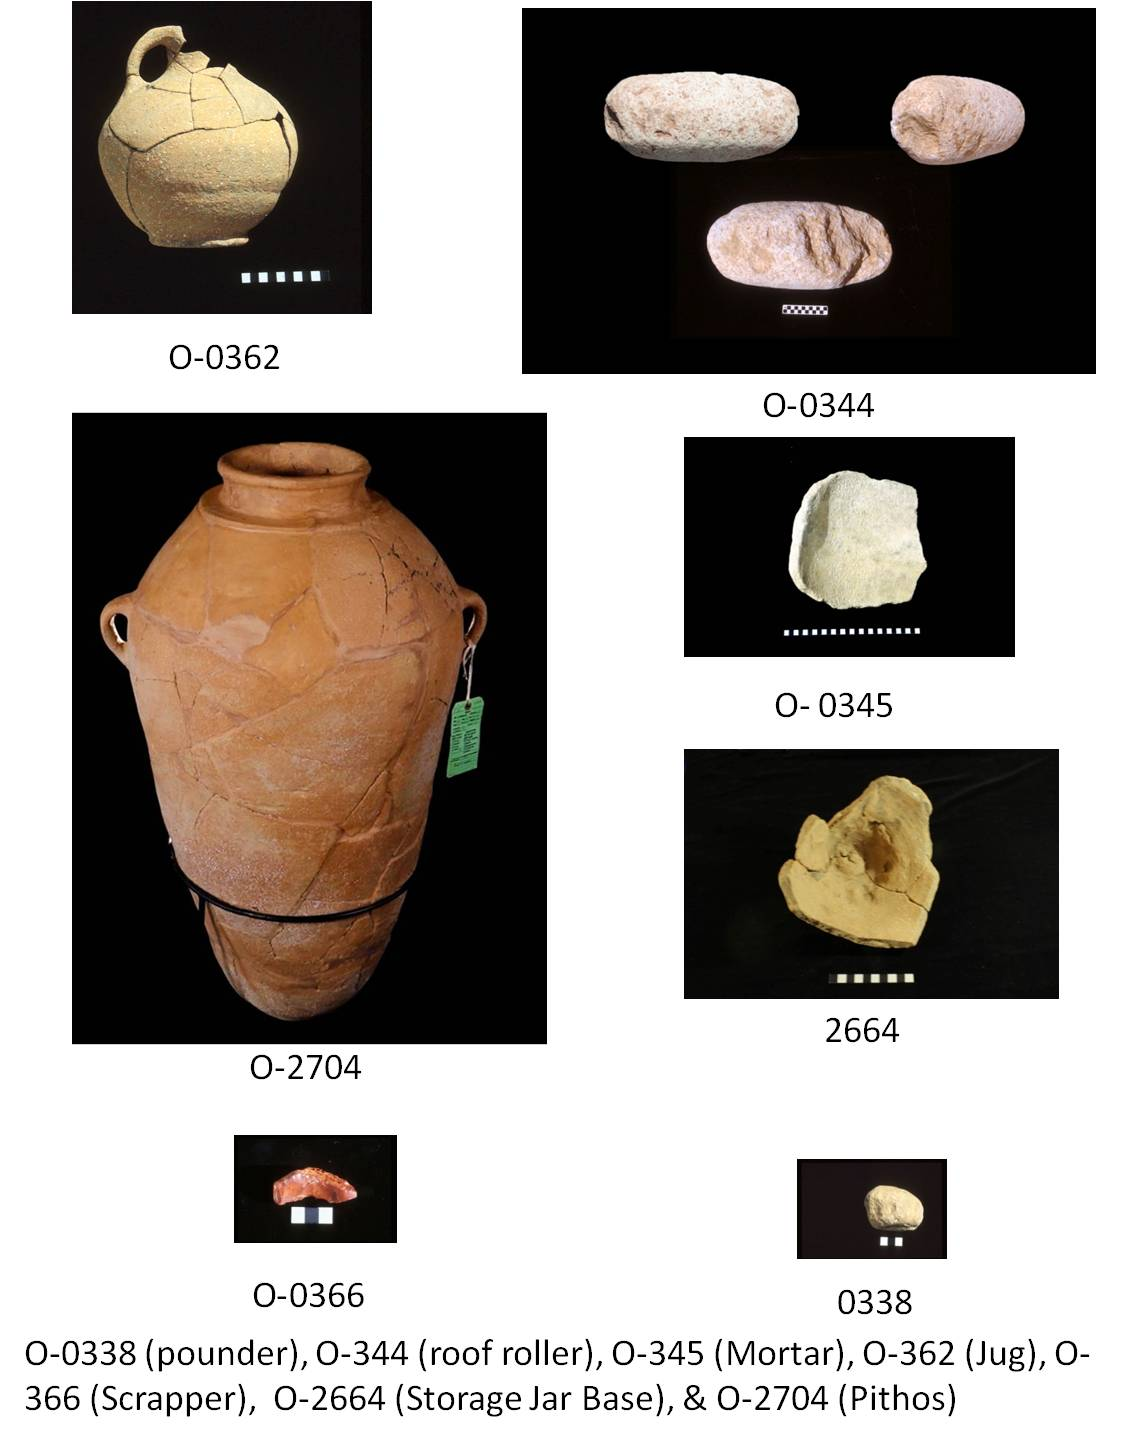 O-0362
O-0344
O- 0345
O-2704
2664
O-0366
0338
O-0338 (pounder), O-344 (roof roller), O-345 (Mortar), O-362 (Jug), O-
366 (Scrapper),  O-2664 (Storage Jar Base), & O-2704 (Pithos)